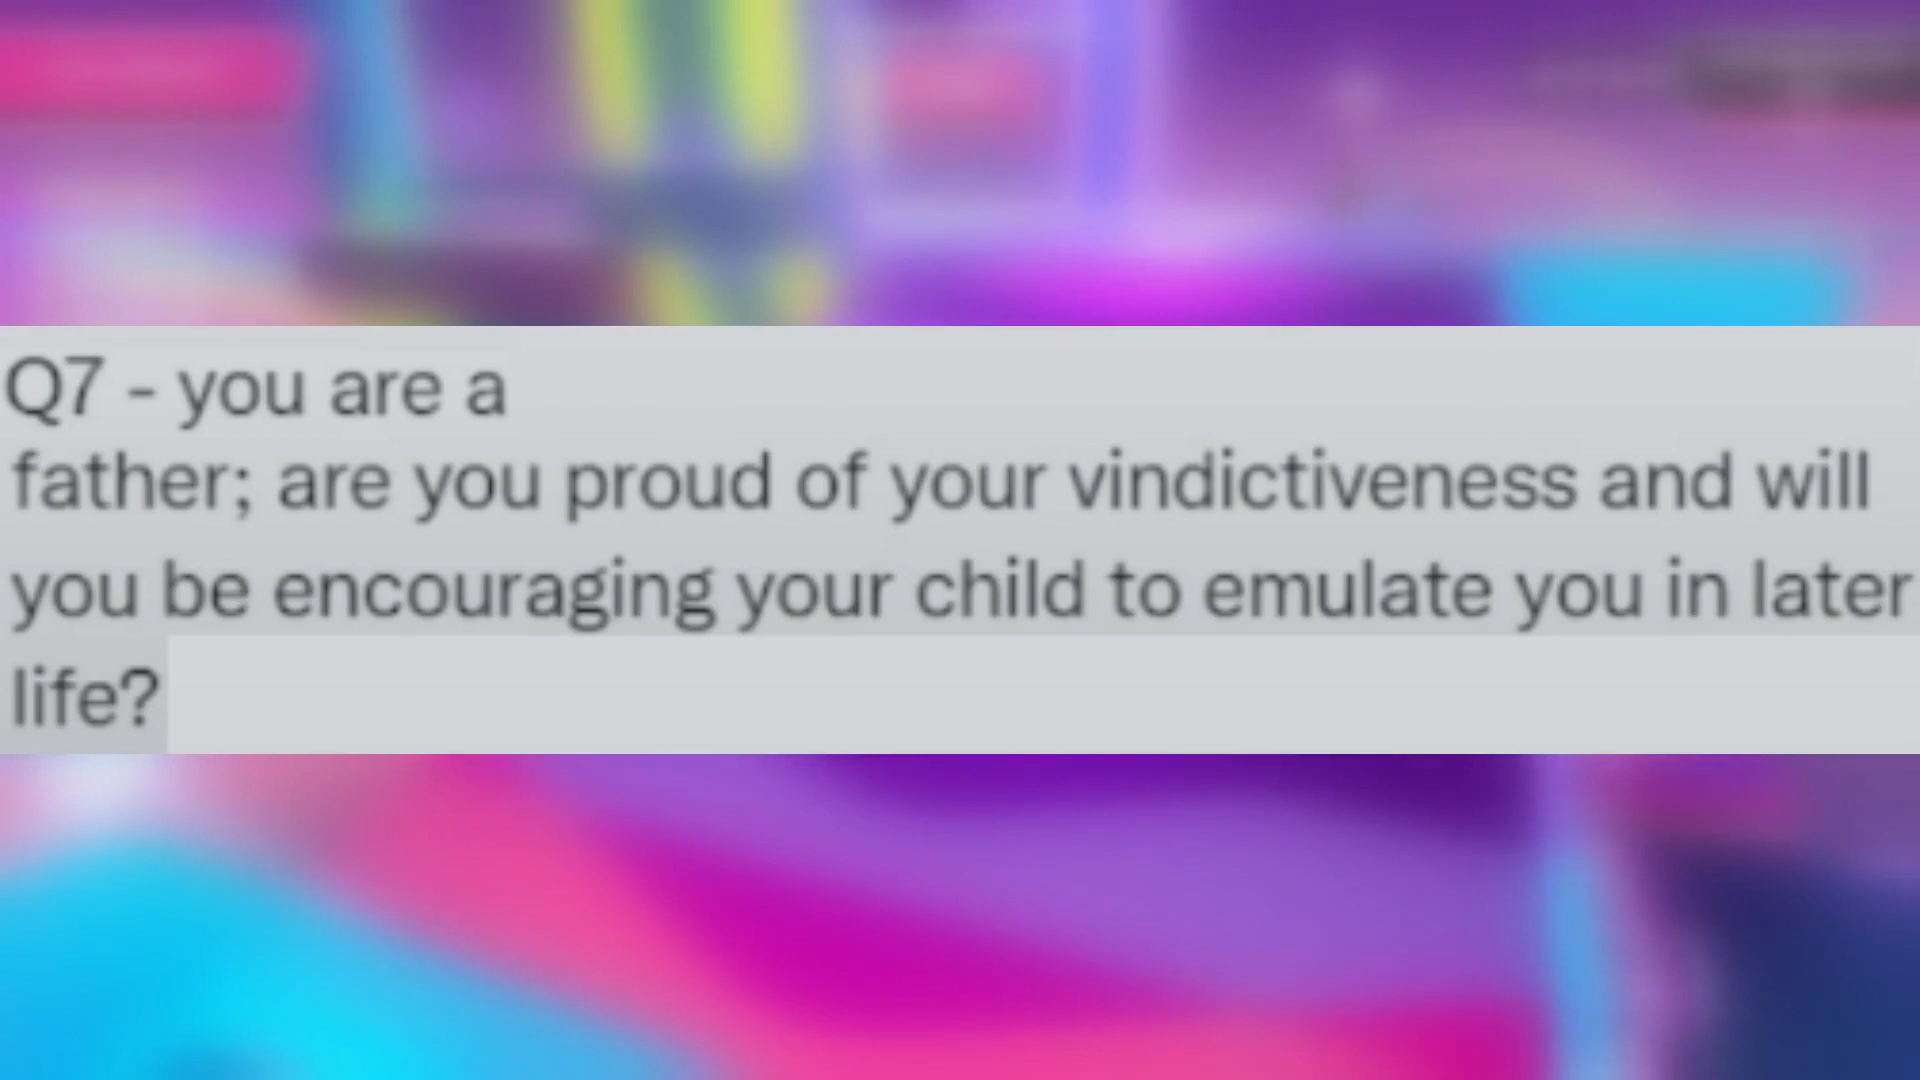 Q7 - you are a
father; are you proud of your vindictiveness and will
you be encouraging your child to emulate you in later
life?